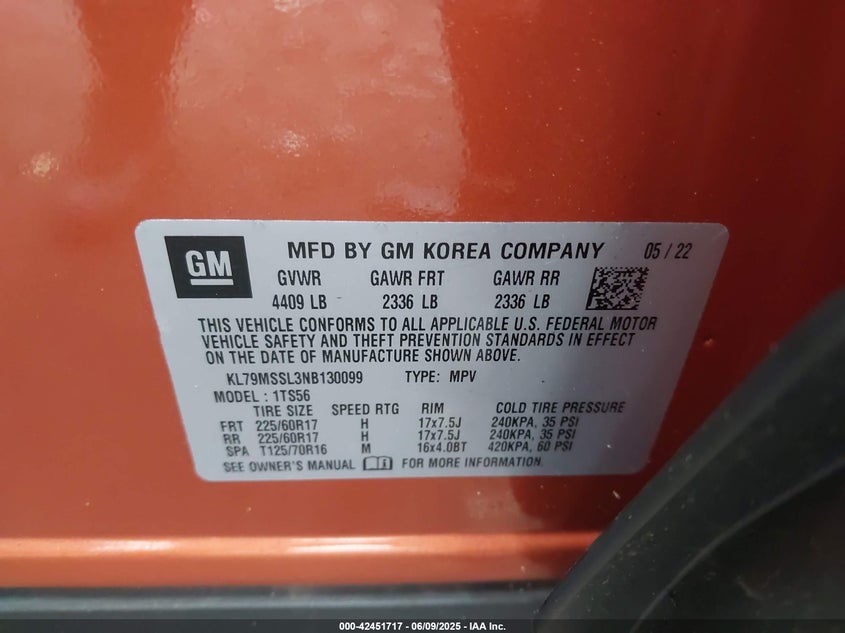 GM MFD BY GM KOREA COMPANY 05 / 22
GVWR GAWR FRT GAWR RR
4409 LB 2336 LB 2336 LB
THIS VEHICLE CONFORMS TO ALL APPLICABLE U.S. FEDERAL MOTOR
VEHICLE SAFETY AND THEFT PREVENTION STANDARDS IN EFFECT
ON THE DATE OF MANUFACTURE SHOWN ABOVE.
KL79MSSL3NB130099 TYPE: MPV
MODEL : 1TS56
TIRE SIZE SPEED RTG RIM COLD TIRE PRESSURE
FRT 225/60R17 H 17x7.5J 240KPA, 35 PSI
RR 225/60R17 H 17x7.5J 240KPA, 35 PSI
SPA T125/70R16 M 16x4.0BT 420KPA, 60 PSI
SEE OWNER'S MANUAL FOR MORE INFORMATION.
000-42451717 - 06/09/2025 - IAA Inc.